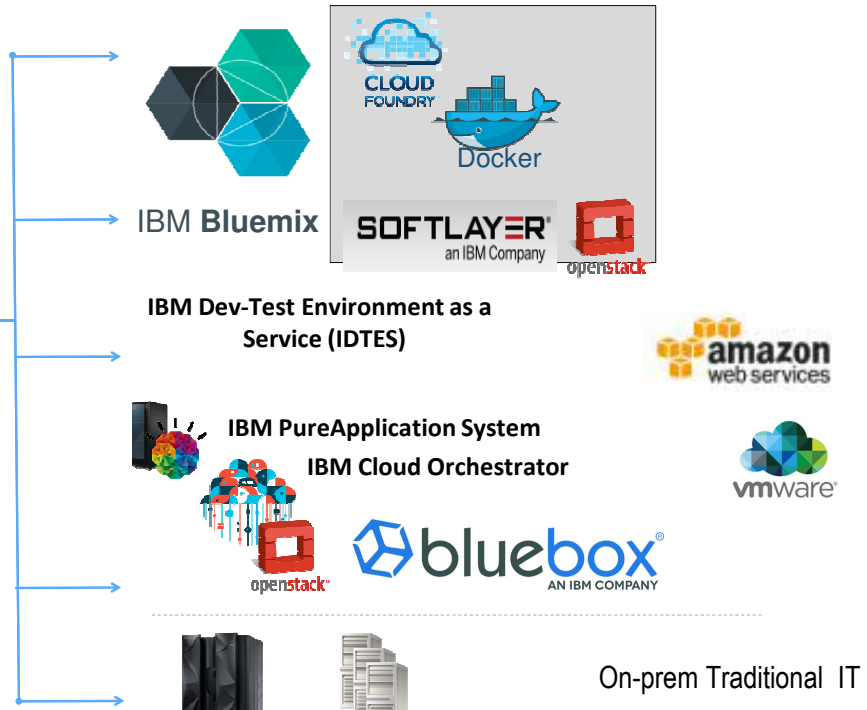 CLOUD
FOUNDRY
Docker
IBM Bluemix
SOFTLAYER®
an IBM Company
openstack
IBM Dev-Test Environment as a
Service (IDTES)
amazon
web services
IBM PureApplication System
IBM Cloud Orchestrator
vmware®
openstack™
bluebox®
AN IBM COMPANY
On-prem Traditional IT